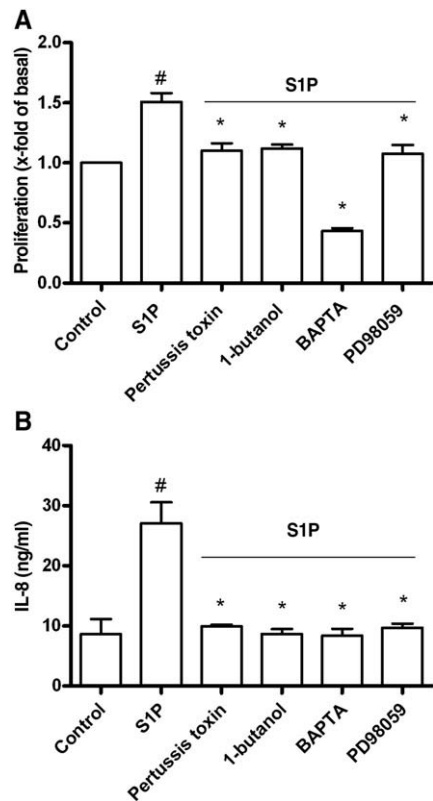 A
Proliferation (x-fold of basal)
2.0
1.5
1.0
0.5
0.0
#
S1P
*
*
*
*
Control
S1P
Pertussis toxin
1-butanol
BAPTA
PD98059
B
IL-8 (ng/ml)
40
30
20
10
0
#
S1P
*
*
*
*
Control
S1P
Pertussis toxin
1-butanol
BAPTA
PD98059